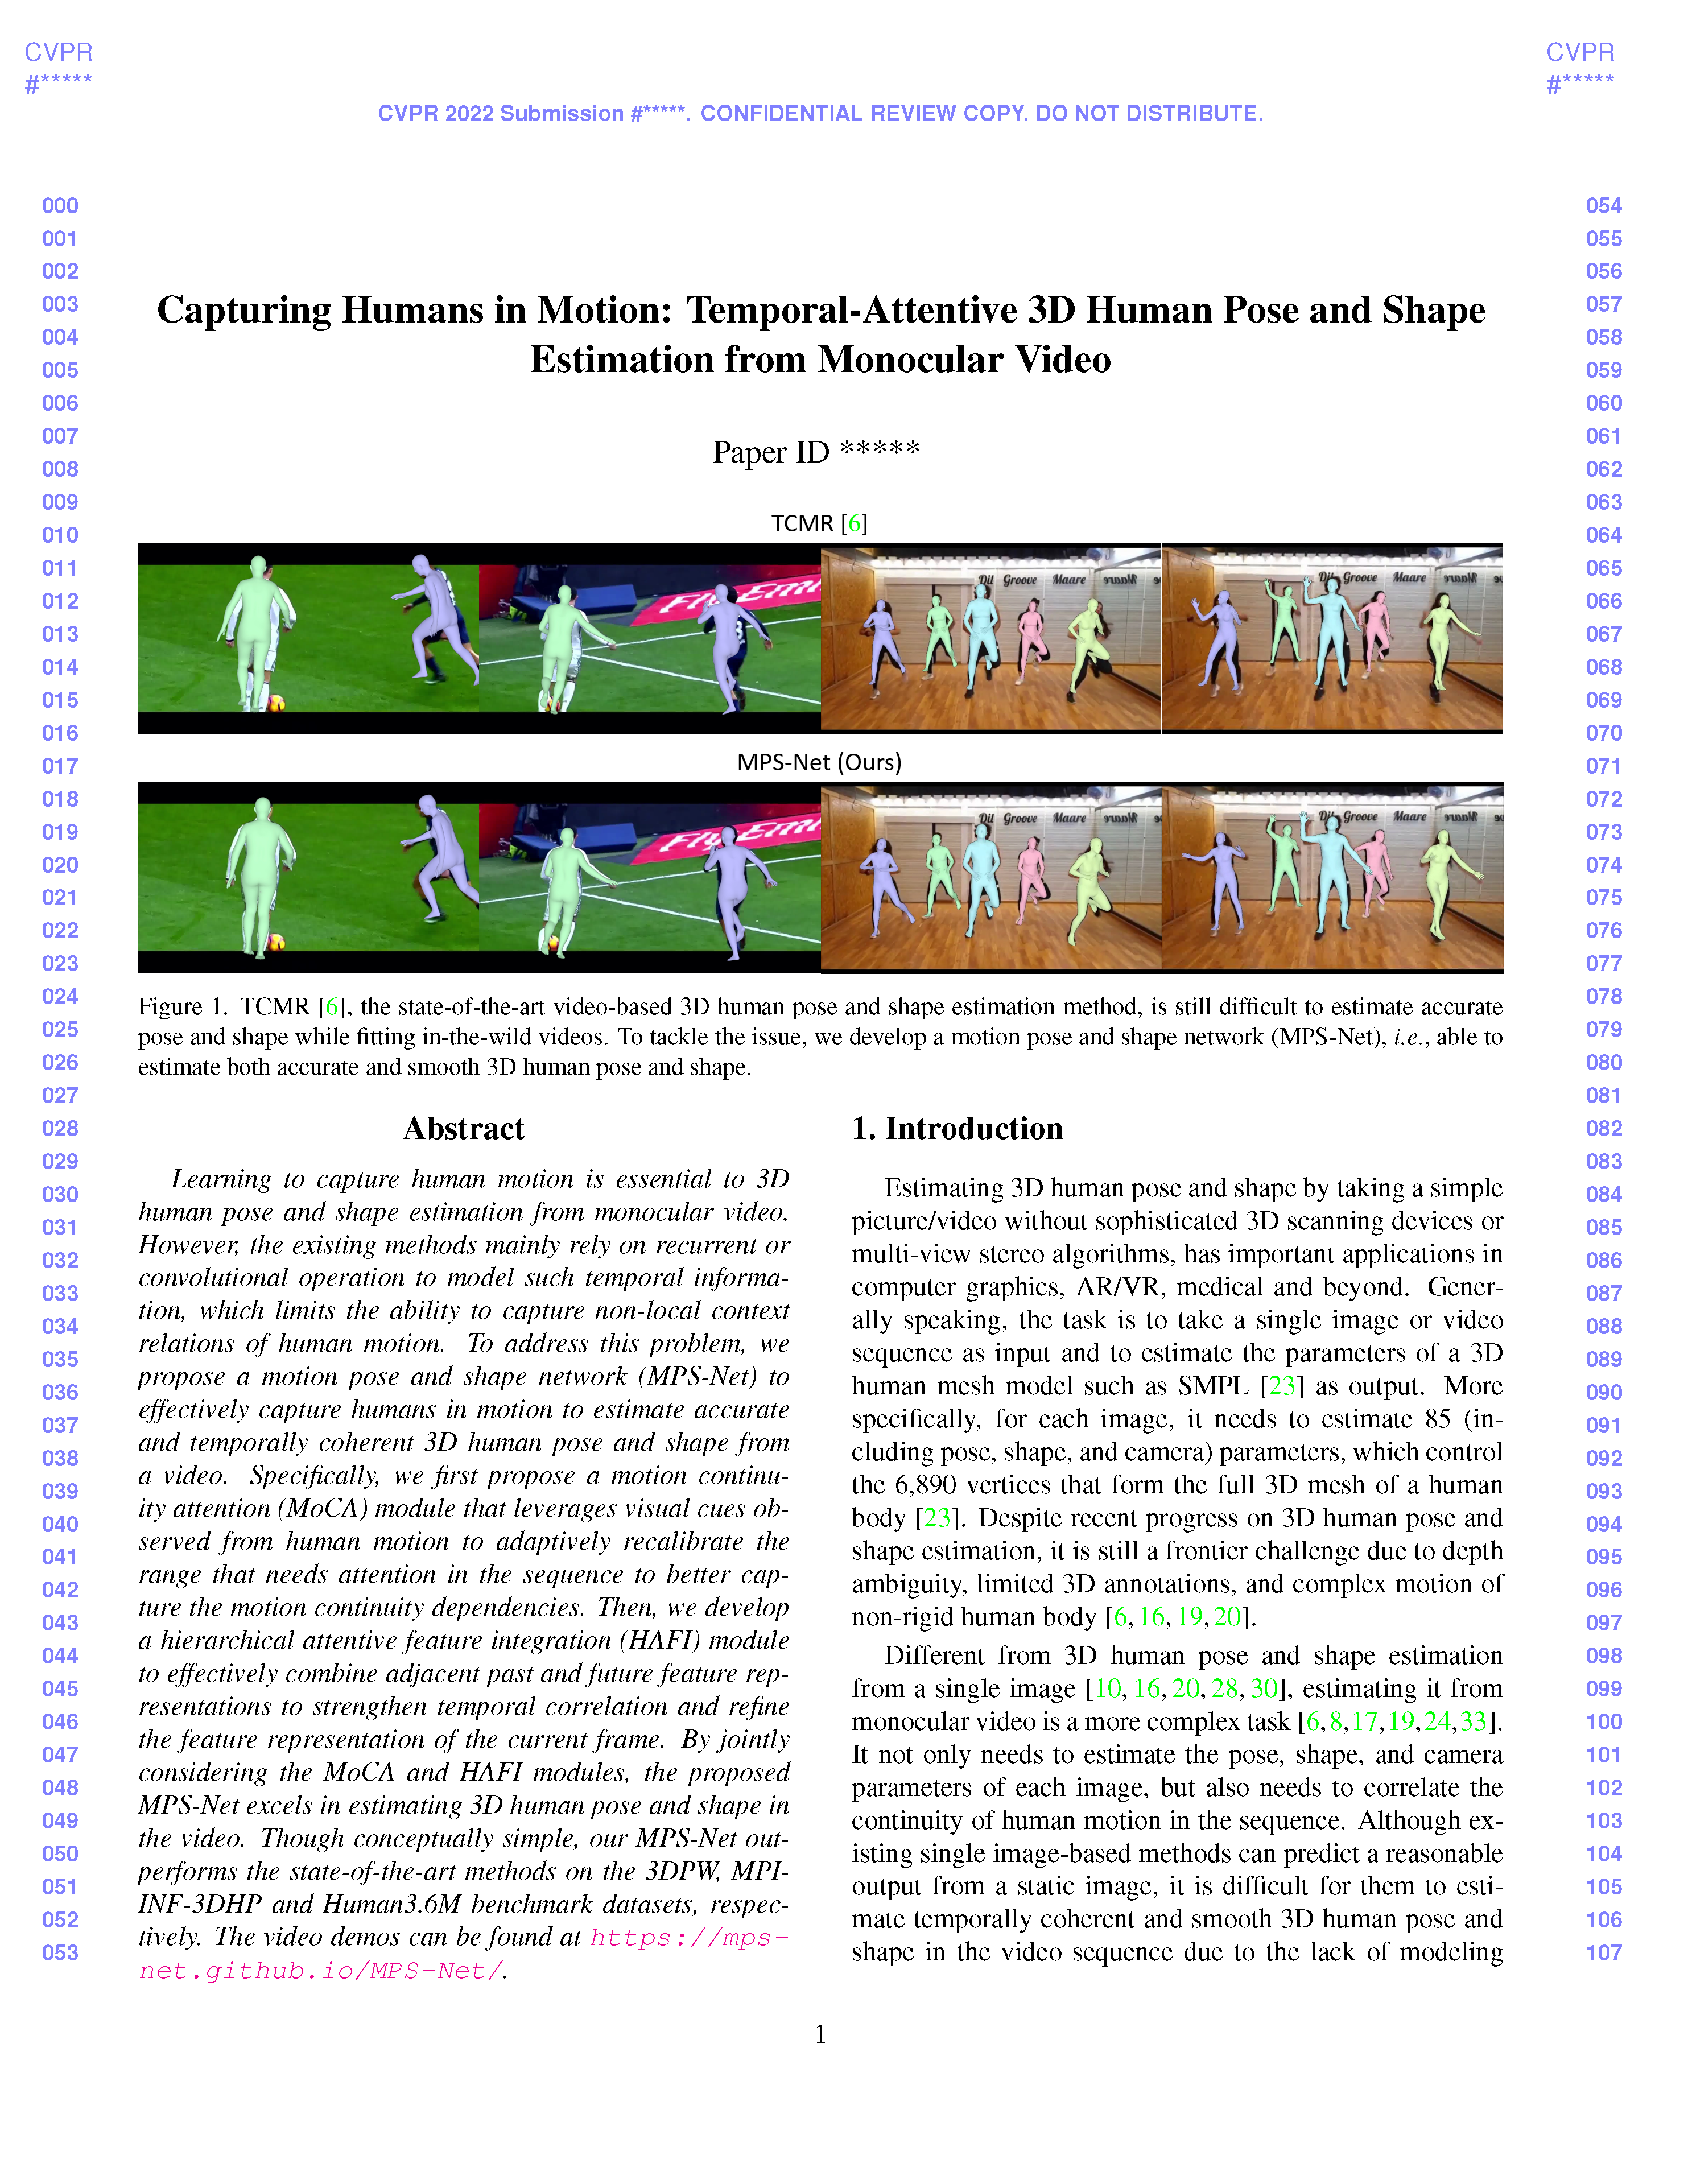 CVPR
#*****
CVPR
#*****
CVPR 2022 Submission #*****. CONFIDENTIAL REVIEW COPY. DO NOT DISTRIBUTE.
Capturing Humans in Motion: Temporal-Attentive 3D Human Pose and Shape
Estimation from Monocular Video
Paper ID *****
TCMR [6]
Dil Groove Maare
Dil Groove Maare
MPS-Net (Ours)
Dil Groove Maare
Dil Groove Maare
Figure 1. TCMR [6], the state-of-the-art video-based 3D human pose and shape estimation method, is still difficult to estimate accurate
pose and shape while fitting in-the-wild videos. To tackle the issue, we develop a motion pose and shape network (MPS-Net), i.e., able to
estimate both accurate and smooth 3D human pose and shape.
Abstract
Learning to capture human motion is essential to 3D
human pose and shape estimation from monocular video.
However, the existing methods mainly rely on recurrent or
convolutional operation to model such temporal informa-
tion, which limits the ability to capture non-local context
relations of human motion. To address this problem, we
propose a motion pose and shape network (MPS-Net) to
effectively capture humans in motion to estimate accurate
and temporally coherent 3D human pose and shape from
a video. Specifically, we first propose a motion continu-
ity attention (MoCA) module that leverages visual cues ob-
served from human motion to adaptively recalibrate the
range that needs attention in the sequence to better cap-
ture the motion continuity dependencies. Then, we develop
a hierarchical attentive feature integration (HAFI) module
to effectively combine adjacent past and future feature rep-
resentations to strengthen temporal correlation and refine
the feature representation of the current frame. By jointly
considering the MoCA and HAFI modules, the proposed
MPS-Net excels in estimating 3D human pose and shape in
the video. Though conceptually simple, our MPS-Net out-
performs the state-of-the-art methods on the 3DPW, MPI-
INF-3DHP and Human3.6M benchmark datasets, respec-
tively. The video demos can be found at https://mps-
net.github.io/MPS-Net/.
1. Introduction
Estimating 3D human pose and shape by taking a simple
picture/video without sophisticated 3D scanning devices or
multi-view stereo algorithms, has important applications in
computer graphics, AR/VR, medical and beyond. Gener-
ally speaking, the task is to take a single image or video
sequence as input and to estimate the parameters of a 3D
human mesh model such as SMPL [23] as output. More
specifically, for each image, it needs to estimate 85 (in-
cluding pose, shape, and camera) parameters, which control
the 6,890 vertices that form the full 3D mesh of a human
body [23]. Despite recent progress on 3D human pose and
shape estimation, it is still a frontier challenge due to depth
ambiguity, limited 3D annotations, and complex motion of
non-rigid human body [6, 16, 19, 20].
Different from 3D human pose and shape estimation
from a single image [10, 16, 20, 28, 30], estimating it from
monocular video is a more complex task [6,8,17,19,24,33].
It not only needs to estimate the pose, shape, and camera
parameters of each image, but also needs to correlate the
continuity of human motion in the sequence. Although ex-
isting single image-based methods can predict a reasonable
output from a static image, it is difficult for them to esti-
mate temporally coherent and smooth 3D human pose and
shape in the video sequence due to the lack of modeling
000
001
002
003
004
005
006
007
008
009
010
011
012
013
014
015
016
017
018
019
020
021
022
023
024
025
026
027
028
029
030
031
032
033
034
035
036
037
038
039
040
041
042
043
044
045
046
047
048
049
050
051
052
053
054
055
056
057
058
059
060
061
062
063
064
065
066
067
068
069
070
071
072
073
074
075
076
077
078
079
080
081
082
083
084
085
086
087
088
089
090
091
092
093
094
095
096
097
098
099
100
101
102
103
104
105
106
107
1